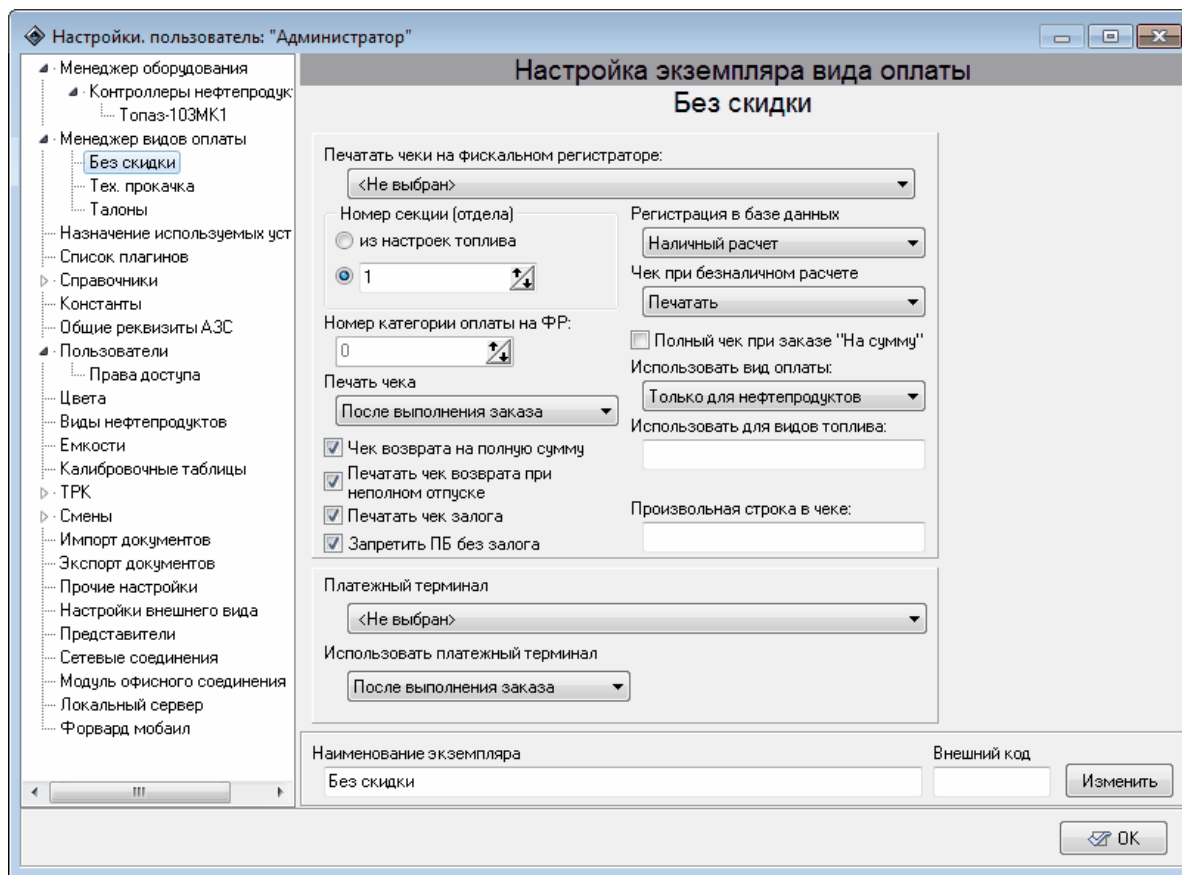 Настройки. пользователь: "Администратор"
Менеджер оборудования
Контроллеры нефтепродук
Топаз-103МК1
Менеджер видов оплаты
Без скидки
Тех. прокачка
Талоны
Назначение используемых уст
Список плагинов
Справочники
Константы
Общие реквизиты АЗС
Пользователи
Права доступа
Цвета
Виды нефтепродуктов
Емкости
Калибровочные таблицы
ТРК
Смены
Импорт документов
Экспорт документов
Прочие настройки
Настройки внешнего вида
Представители
Сетевые соединения
Модуль офисного соединения
Локальный сервер
Форвард мобаил
Настройка экземпляра вида оплаты
Без скидки
Печатать чеки на фискальном регистраторе:
<Не выбран>
Номер секции (отдела)
из настроек топлива
1
Номер категории оплаты на ФР:
0
Печать чека
После выполнения заказа
Чек возврата на полную сумму
Печатать чек возврата при
неполном отпуске
Печатать чек залога
Запретить ПБ без залога
Регистрация в базе данных
Наличный расчет
Чек при безналичном расчете
Печатать
Полный чек при заказе "На сумму"
Использовать вид оплаты:
Только для нефтепродуктов
Использовать для видов топлива:
Произвольная строка в чеке:
Платежный терминал
<Не выбран>
Использовать платежный терминал
После выполнения заказа
Наименование экземпляра
Без скидки
Внешний код
Изменить
OK